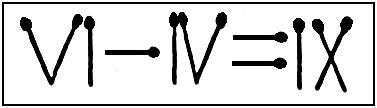 VI – IV = IX